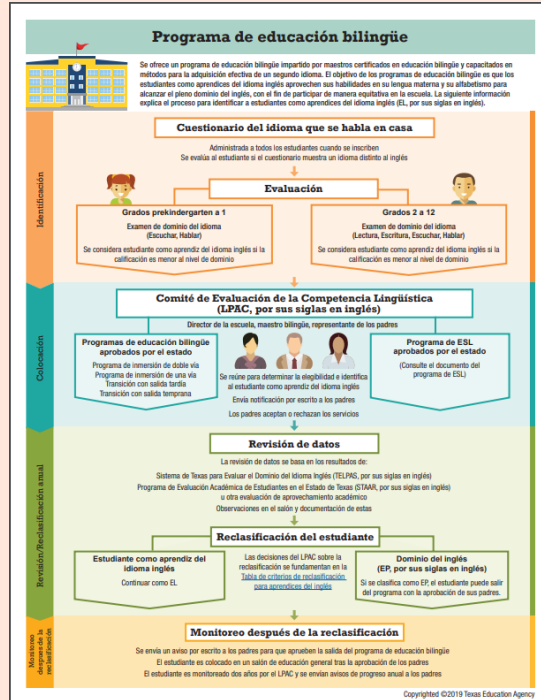 Programa de educación bilingüe
Se ofrece un programa de educación bilingüe impartido por maestros certificados en educación bilingüe y capacitados en
métodos para la adquisición efectiva de un segundo idioma. El objetivo de los programas de educación bilingüe es que los
estudiantes como aprendices del idioma inglés aprovechen sus habilidades en su lengua materna y su alfabetismo para
alcanzar el pleno dominio del inglés, con el fin de participar de manera equitativa en la escuela. La siguiente información
explica el proceso para identificar a estudiantes como aprendices del idioma inglés (EL, por sus siglas en inglés).
Identificación
Cuestionario del idioma que se habla en casa
Administrada a todos los estudiantes cuando se inscriben
Se evalúa al estudiante si el cuestionario muestra un idioma distinto al inglés
Evaluación
Grados prekindergarten a 1
Examen de dominio del idioma
(Escuchar, Hablar)
Se considera estudiante como aprendiz del idioma inglés si la
calificación es menor al nivel de dominio
Grados 2 a 12
Examen de dominio del idioma
(Lectura, Escritura, Escuchar, Hablar)
Se considera estudiante como aprendiz del idioma inglés si la
calificación es menor al nivel de dominio
Colocación
Comité de Evaluación de la Competencia Lingüística
(LPAC, por sus siglas en inglés)
Director de la escuela, maestro bilingüe, representante de los padres
Programas de educación bilingüe
aprobados por el estado
Programa de inmersión de doble vía
Programa de inmersión de una vía
Transición con salida tardía
Transición con salida temprana
Se reúne para determinar la elegibilidad e identifica
al estudiante como aprendiz del idioma inglés
Envía notificación por escrito a los padres
Los padres aceptan o rechazan los servicios
Programa de ESL
aprobados por el estado
(Consulte el documento del
programa de ESL)
Revisión/Reclasificación anual
Revisión de datos
La revisión de datos se basa en los resultados de:
Sistema de Texas para Evaluar el Dominio del Idioma Inglés (TELPAS, por sus siglas en inglés)
Programa de Evaluación Académica de Estudiantes en el Estado de Texas (STAAR, por sus siglas en inglés)
u otra evaluación de aprovechamiento académico
Observaciones en el salón y documentación de estas
Reclasificación del estudiante
Estudiante como aprendiz del
idioma inglés
Continuar como EL
Las decisiones del LPAC sobre la
reclasificación se fundamentan en la
Tabla de criterios de reclasificación
para aprendices del inglés
Dominio del inglés
(EP, por sus siglas en inglés)
Si se clasifica como EP, el estudiante puede salir
del programa con la aprobación de sus padres.
Monitoreo
después de la
reclasificación
Monitoreo después de la reclasificación
Se envía un aviso por escrito a los padres para que aprueben la salida del programa de educación bilingüe
El estudiante es colocado en un salón de educación general tras la aprobación de los padres
El estudiante es monitoreado dos años por el LPAC y se envían avisos de progreso anual a los padres
Copyrighted ©2019 Texas Education Agency